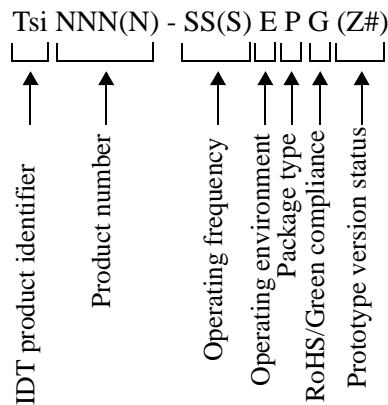 Tsi NNN(N) - SS(S) E P G (Z#)
IDT product identifier
Product number
Operating frequency
Operating environment
Package type
RoHS/Green compliance
Prototype version status